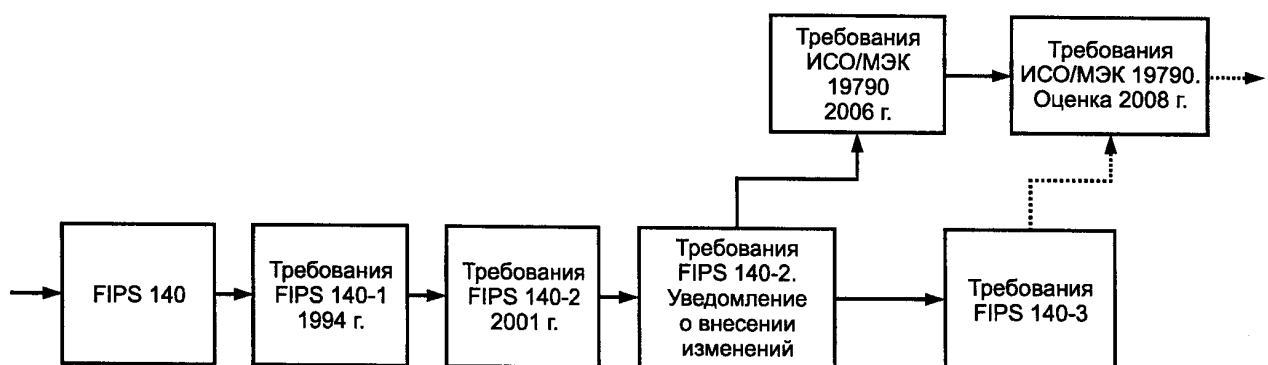 Требования
ИСО/МЭК
19790
2006 г.
Требования
ИСО/МЭК 19790.
Оценка 2008 г.
FIPS 140
Требования
FIPS 140-1
1994 г.
Требования
FIPS 140-2
2001 г.
Требования
FIPS 140-2.
Уведомление
о внесении
изменений
Требования
FIPS 140-3